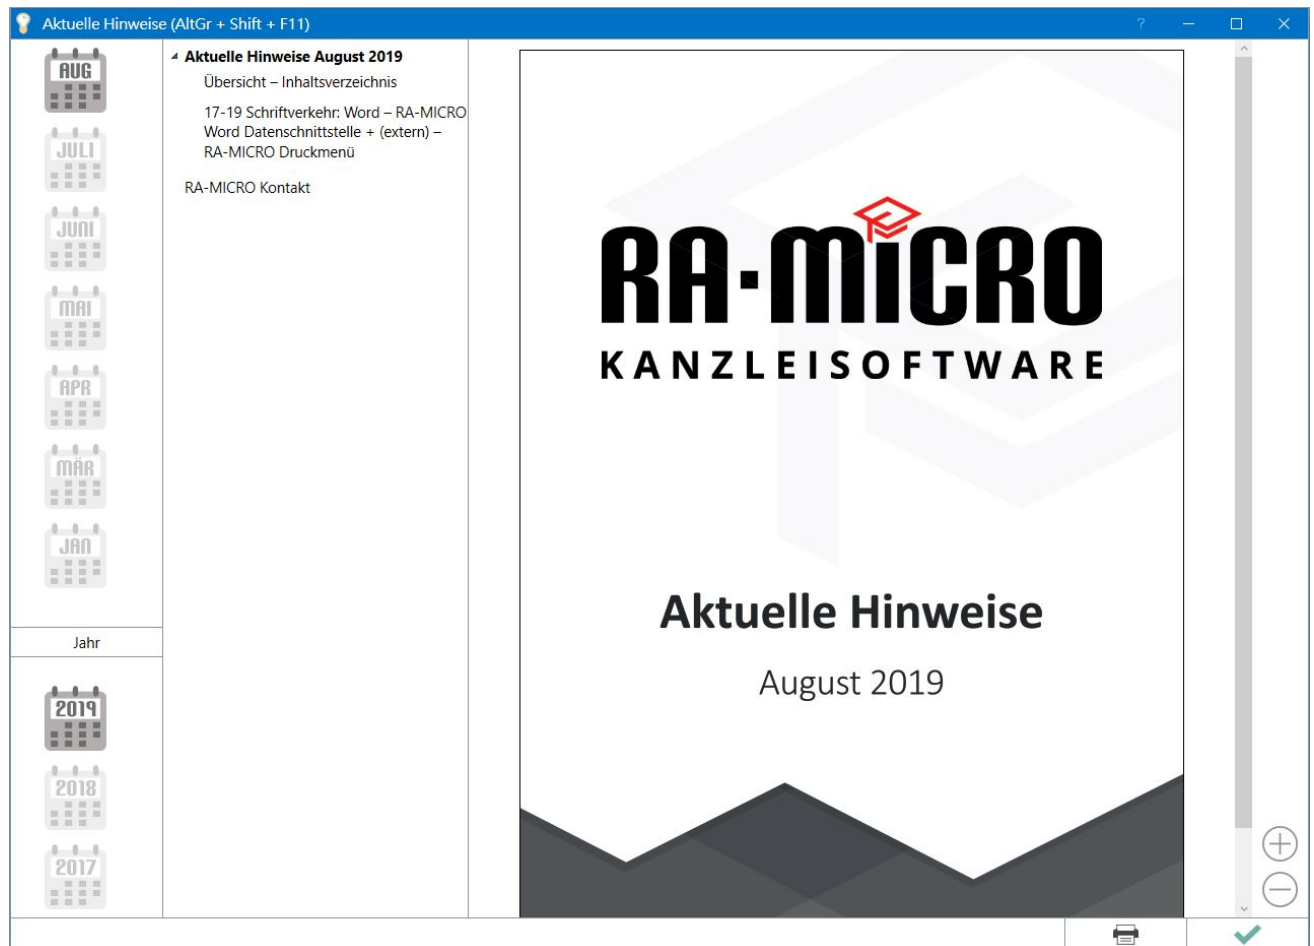 Aktuelle Hinweise (AltGr + Shift + F11)
?
AUG
JULI
JUNI
MAI
APR
MÄR
JAN
Jahr
2019
2018
2017
Aktuelle Hinweise August 2019
Übersicht – Inhaltsverzeichnis
17-19 Schriftverkehr: Word – RA-MICRO
Word Datenschnittstelle + (extern) –
RA-MICRO Druckmenü
RA-MICRO Kontakt
RA-MICRO
KANZLEISOFTWARE
Aktuelle Hinweise
August 2019